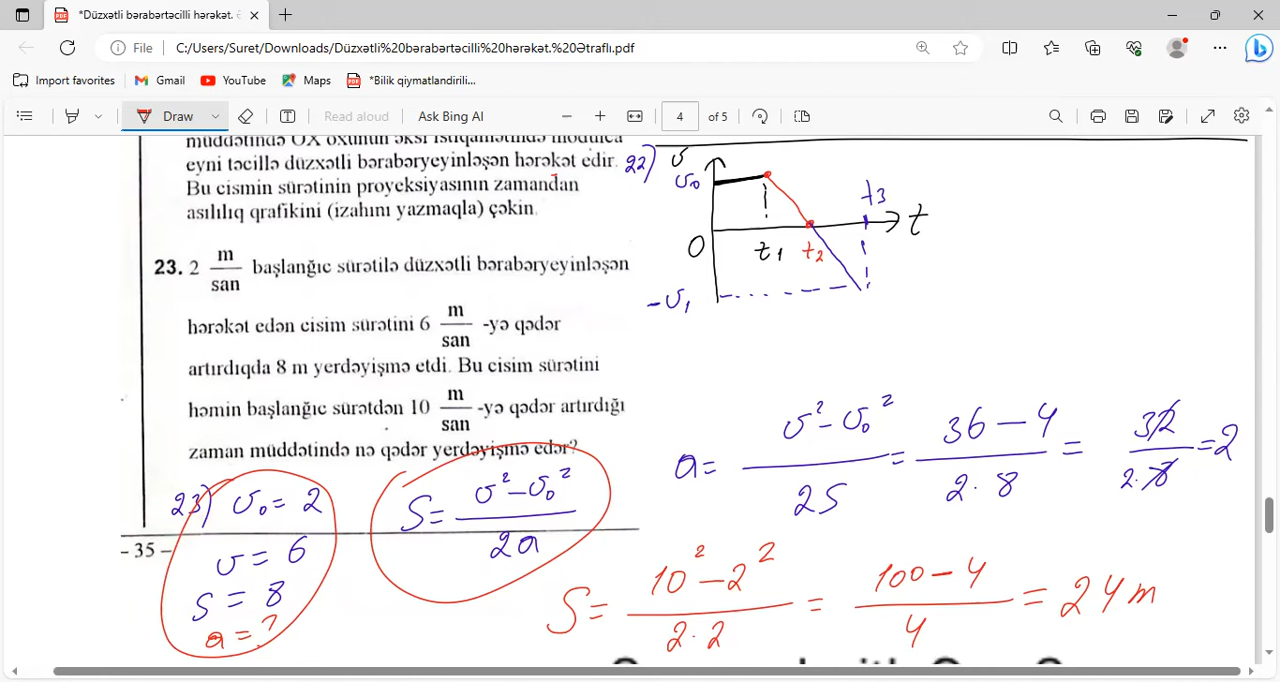 *Düzxətli bərabərtəcilli hərəkət. Ə
File
C:/Users/Suret/Downloads/Düzxətli%20bərabərtəcilli%20hərəkət.%20Ətraflı.pdf
Import favorites
Gmail
YouTube
Maps
*Bilik qiymatlandirili...
Draw
Read aloud
Ask Bing AI
4
of 5
müddətində OX oxunun əksi istiqamətində modulca
eyni təcillə düzxətli bərabəryeyinləşən hərəkət edir.
Bu cismin sürətinin proyeksiyasının zamandan
asılılıq qrafikini (izahını yazmaqla) çəkin.
22)
υ
υ₀
t₃
t
O
t₁
t₂
-υ₁
23. 2 m/san başlanğıc sürətilə düzxətli bərabəryeyinləşən
hərəkət edən cisim sürətini 6 m/san -yə qədər
artırdıqda 8 m yerdəyişmə etdi. Bu cisim sürətini
həmin başlanğıc sürətdən 10 m/san -yə qədər artırdığı
zaman müddətində nə qədər yerdəyişmə edər?
a= υ²-υ₀² / 2S = 36-4 / 2·8 = 32 / 2·8 =2
23) υ₀= 2
υ= 6
s= 8
a=?
S= υ²-υ₀² / 2a
- 35 -
S= 10²-2² / 2·2 = 100-4 / 4 = 24m